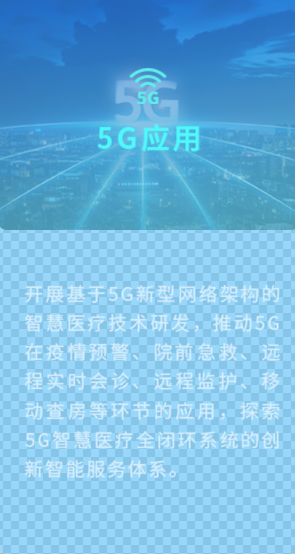 5G
5G
5G应用
开展基于5G新型网络架构的
智慧医疗技术研发，推动5G
在疫情预警、院前急救、远
程实时会诊、远程监护、移
动查房等环节的应用，探索
5G智慧医疗全闭环系统的创
新智能服务体系。